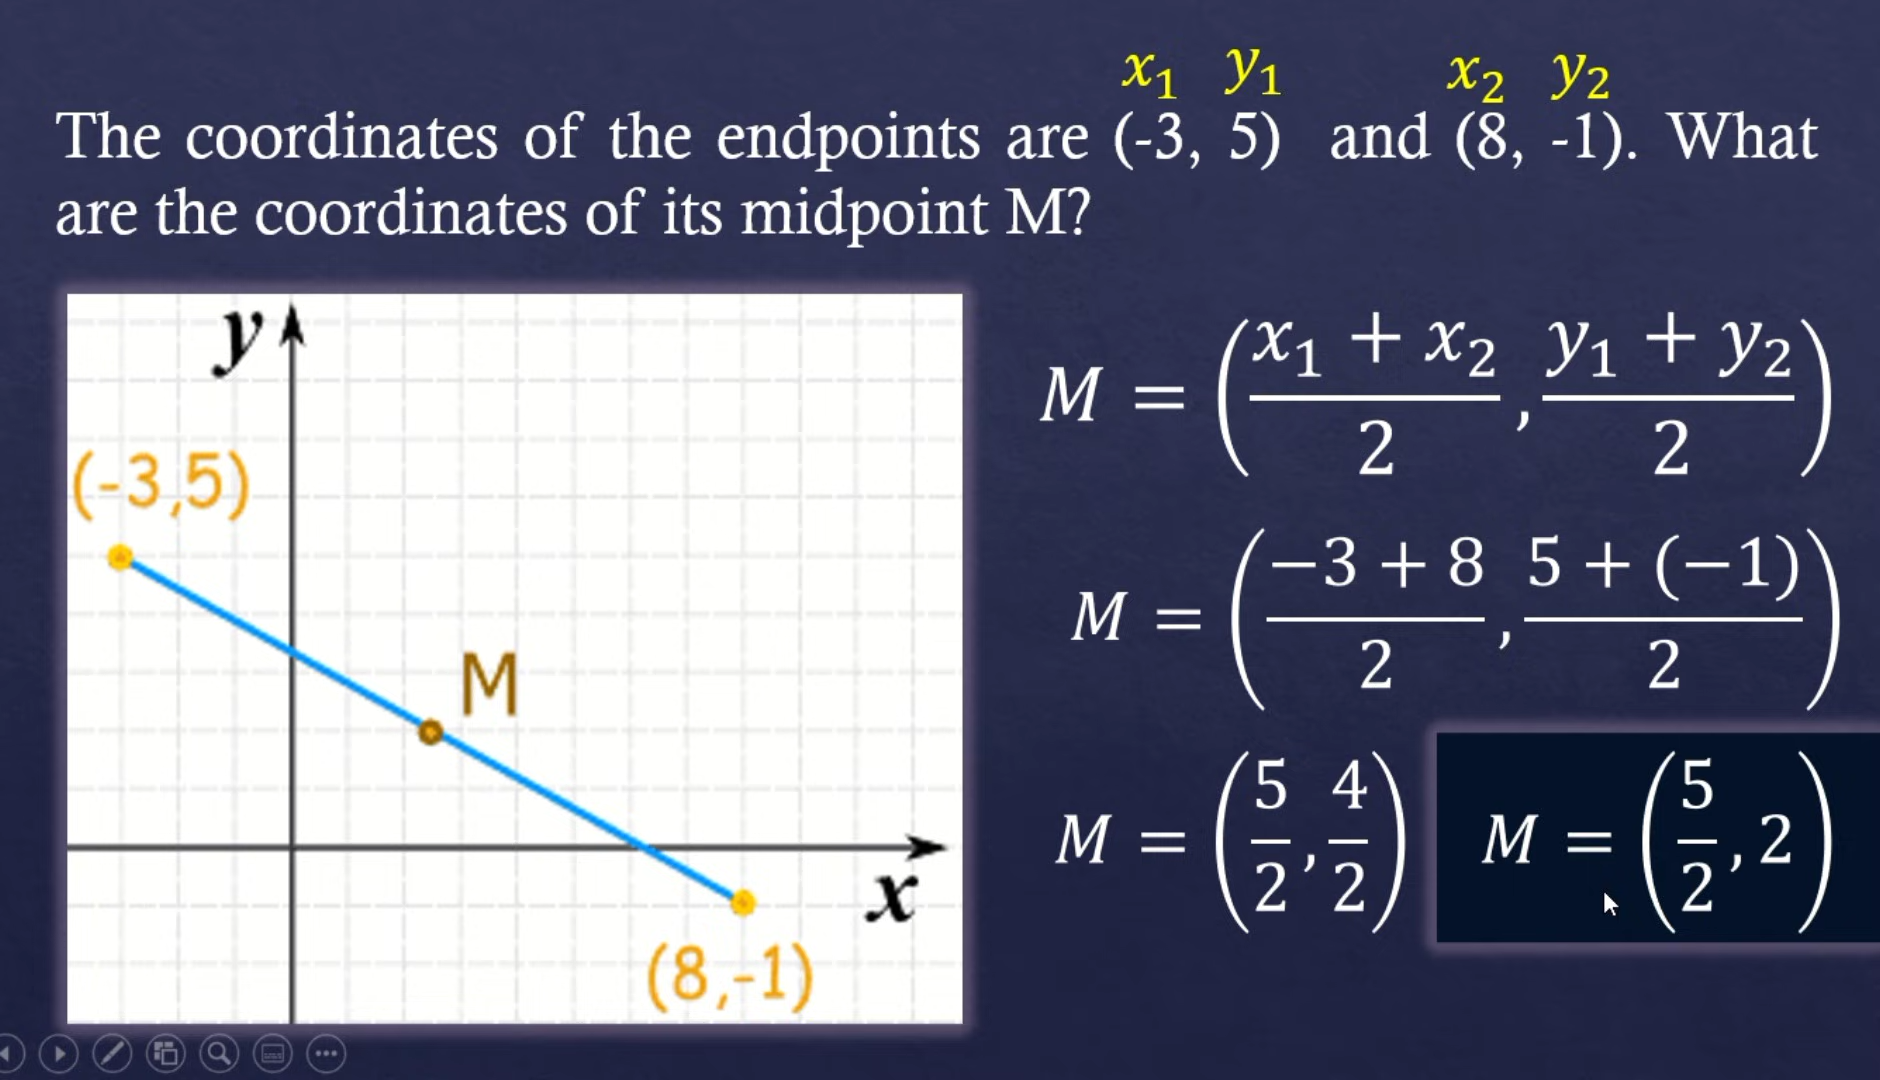 x₁ y₁ x₂ y₂
The coordinates of the endpoints are (-3, 5) and (8, -1). What
are the coordinates of its midpoint M?
y
(-3,5)
M
x
(8,-1)
M = ((x₁ + x₂)/2, (y₁ + y₂)/2)
M = ((−3 + 8)/2, (5 + (−1))/2)
M = (5/2, 4/2)
M = (5/2, 2)